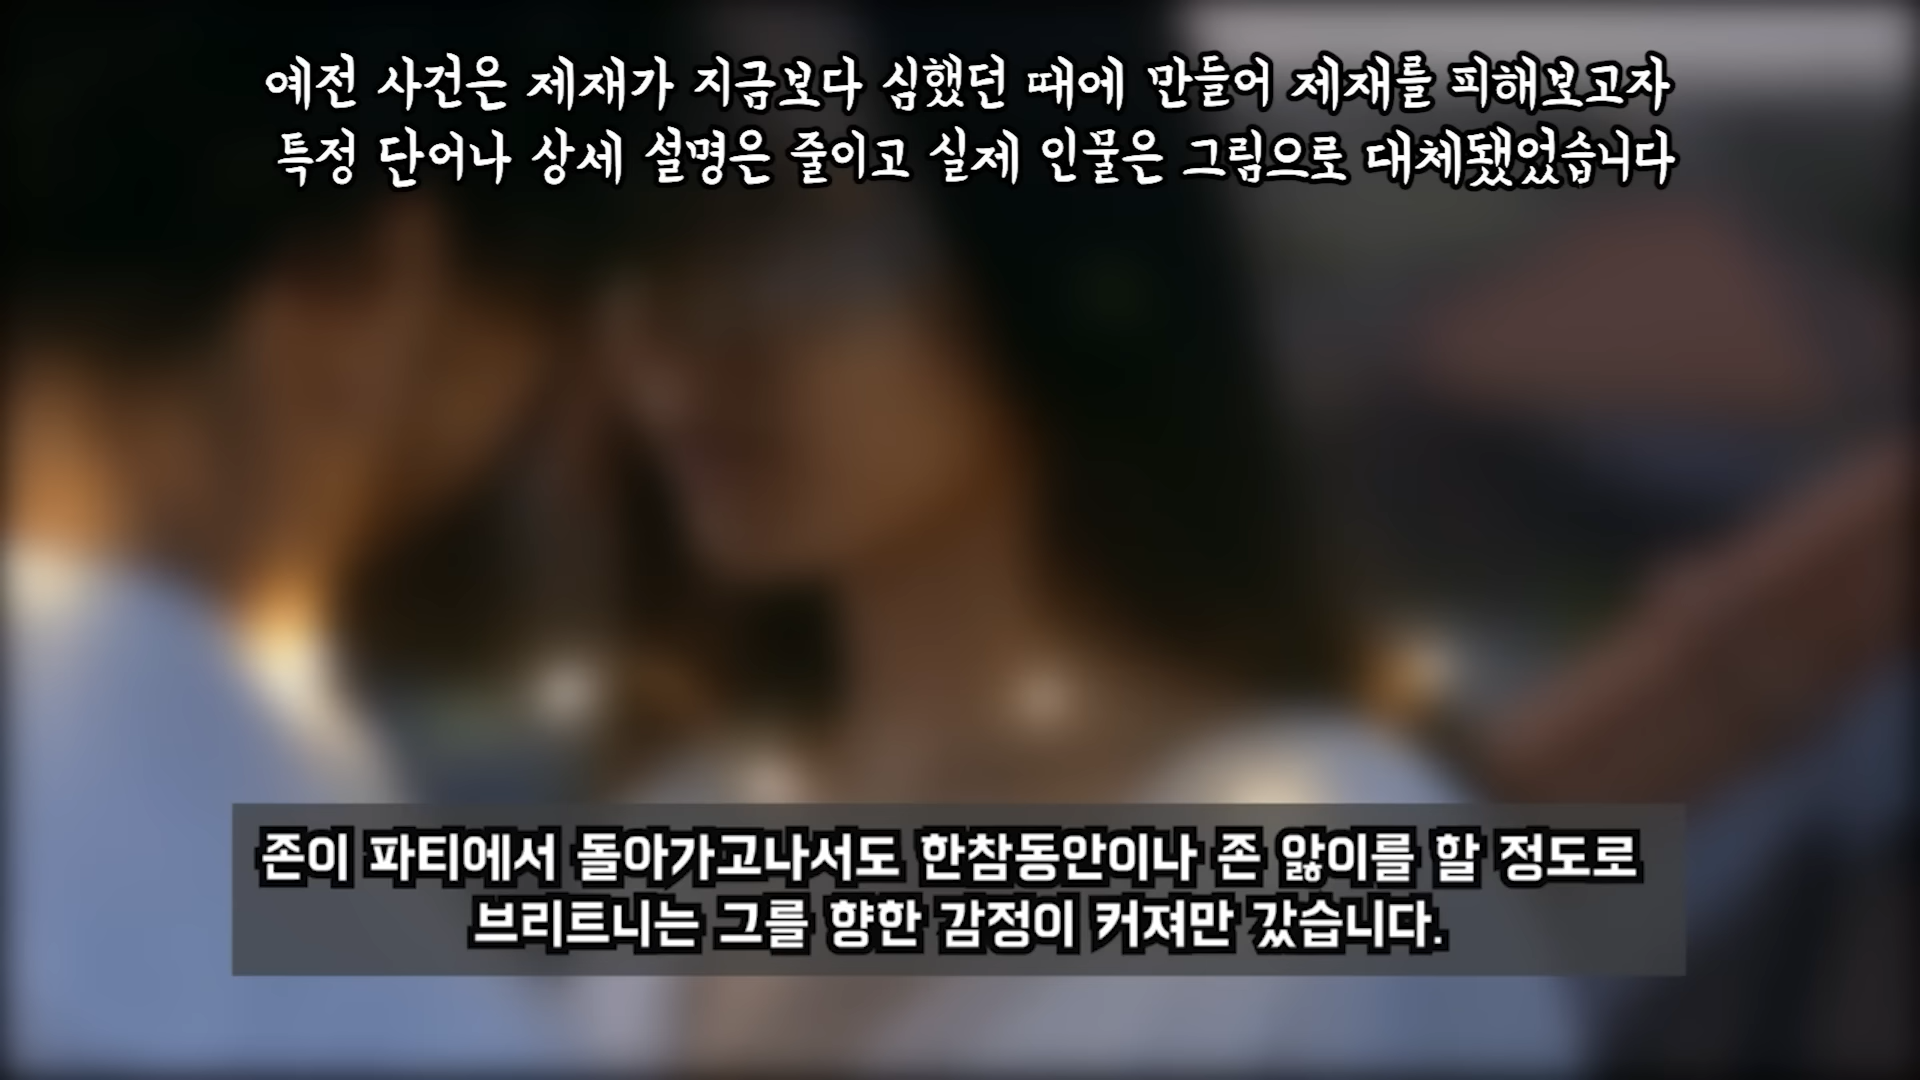 예전 사건은 제재가 지금보다 심했던 때에 만들어 제재를 피해보고자
특정 단어나 상세 설명은 줄이고 실제 인물은 그림으로 대체됐었습니다
존이 파티에서 돌아가고나서도 한참동안이나 존 앓이를 할 정도로
브리트니는 그를 향한 감정이 커져만 갔습니다.